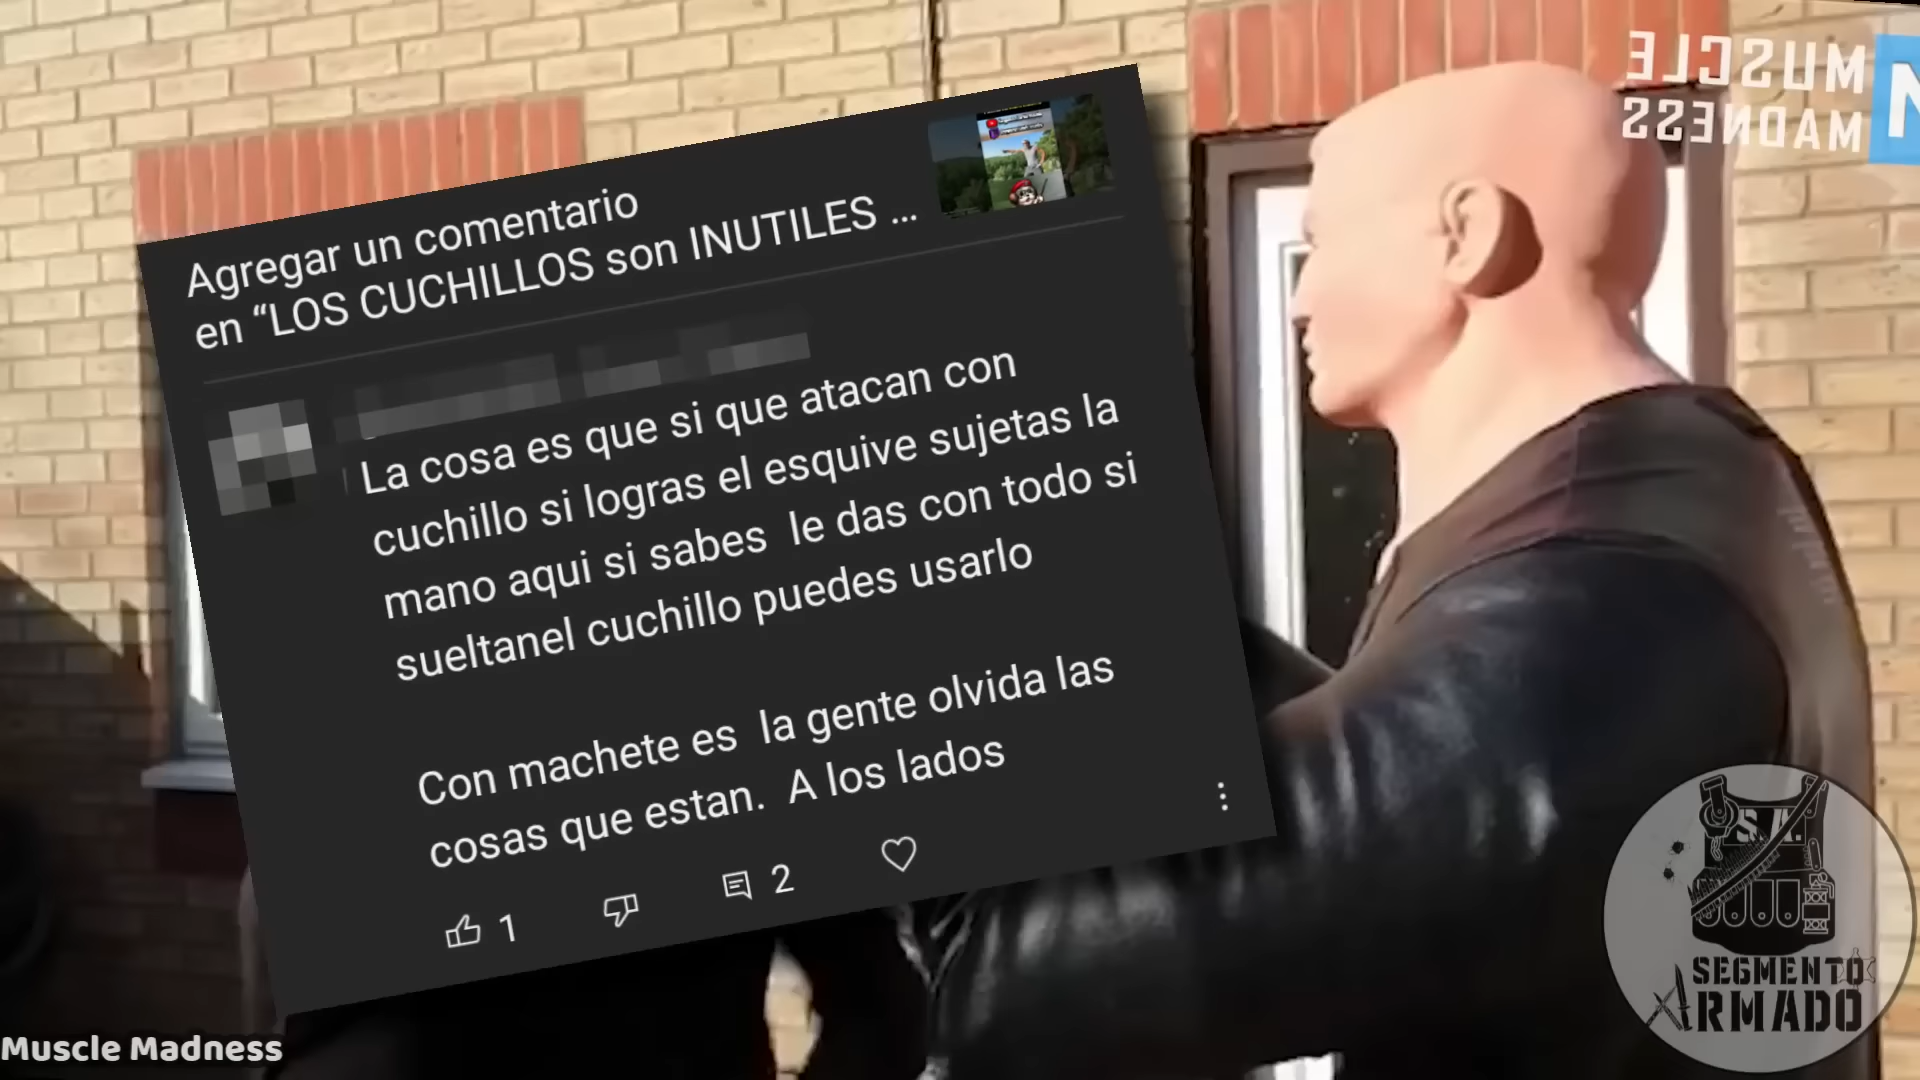 MUSCLE
MADNESS
Agregar un comentario
en “LOS CUCHILLOS son INUTILES ...
La cosa es que si que atacan con
cuchillo si logras el esquive sujetas la
mano aqui si sabes le das con todo si
sueltanel cuchillo puedes usarlo
Con machete es la gente olvida las
cosas que estan. A los lados
1
2
S.A.
SEGMENTO
ARMADO
Muscle Madness